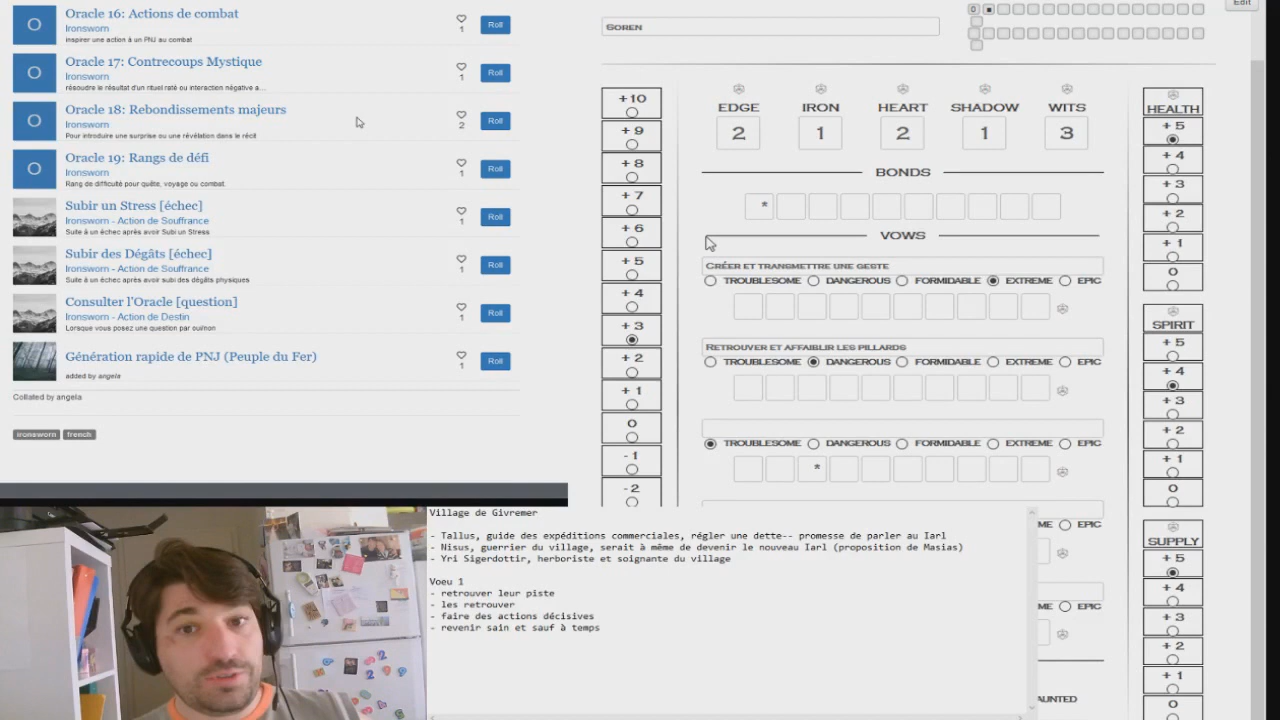 Oracle 16: Actions de combat
Ironsworn
inspirer une action à un PNJ au combat
O
1
Roll
Oracle 17: Contrecoups Mystique
Ironsworn
résoudre le résultat d'un rituel raté ou interaction négative a...
O
1
Roll
Oracle 18: Rebondissements majeurs
Ironsworn
Pour introduire une surprise ou une révélation dans le récit
O
2
Roll
Oracle 19: Rangs de défi
Ironsworn
Rang de difficulté pour quête, voyage ou combat.
O
1
Roll
Subir un Stress [échec]
Ironsworn - Action de Souffrance
Suite à un échec après avoir Subi un Stress
1
Roll
Subir des Dégâts [échec]
Ironsworn - Action de Souffrance
Suite à un échec après avoir subi des dégâts physiques
1
Roll
Consulter l'Oracle [question]
Ironsworn - Action de Destin
Lorsque vous posez une question par oui/non
1
Roll
Génération rapide de PNJ (Peuple du Fer)
added by angela
1
Roll
Collated by angela
ironsworn french
Edit
Soren
0
+10
+9
+8
+7
+6
+5
+4
+3
+2
+1
0
-1
-2
EDGE IRON HEART SHADOW WITS
2 1 2 1 3
BONDS
*
VOWS
Créer et transmettre une geste
TROUBLESOME DANGEROUS FORMIDABLE EXTREME EPIC
Retrouver et affaiblir les pillards
TROUBLESOME DANGEROUS FORMIDABLE EXTREME EPIC
TROUBLESOME DANGEROUS FORMIDABLE EXTREME EPIC
*
ME EPIC
ME EPIC
AUNTED
HEALTH
+5
+4
+3
+2
+1
0
SPIRIT
+5
+4
+3
+2
+1
0
SUPPLY
+5
+4
+3
+2
+1
0
Village de Givremer
- Tallus, guide des expéditions commerciales, régler une dette-- promesse de parler au Iarl
- Nisus, guerrier du village, serait à même de devenir le nouveau Iarl (proposition de Masias)
- Yri Sigerdottir, herboriste et soignante du village
Voeu 1
- retrouver leur piste
- les retrouver
- faire des actions décisives
- revenir sain et sauf à temps